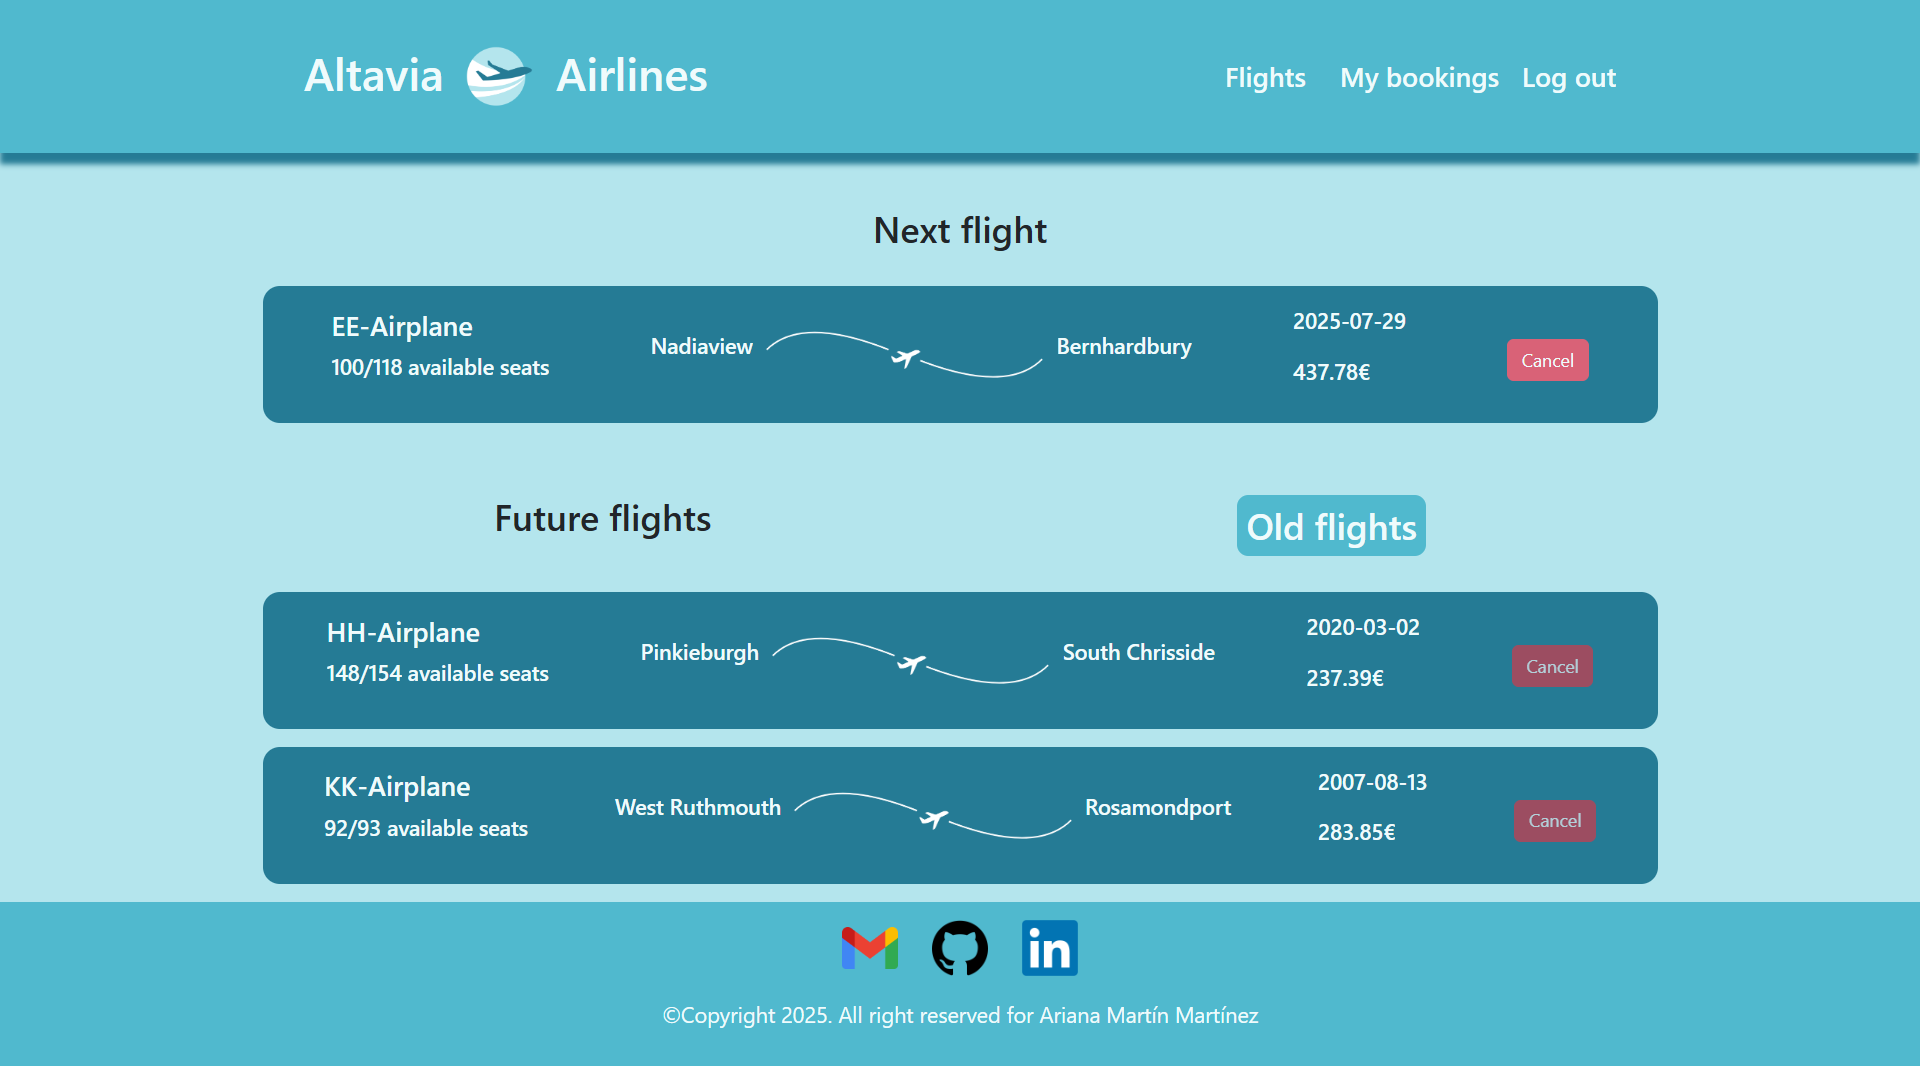 Altavia Airlines
Flights My bookings Log out
Next flight
EE-Airplane
100/118 available seats
Nadiaview
Bernhardbury
2025-07-29
437.78€
Cancel
Future flights
Old flights
HH-Airplane
148/154 available seats
Pinkieburgh
South Chrisside
2020-03-02
237.39€
Cancel
KK-Airplane
92/93 available seats
West Ruthmouth
Rosamondport
2007-08-13
283.85€
Cancel
in
©Copyright 2025. All right reserved for Ariana Martín Martínez